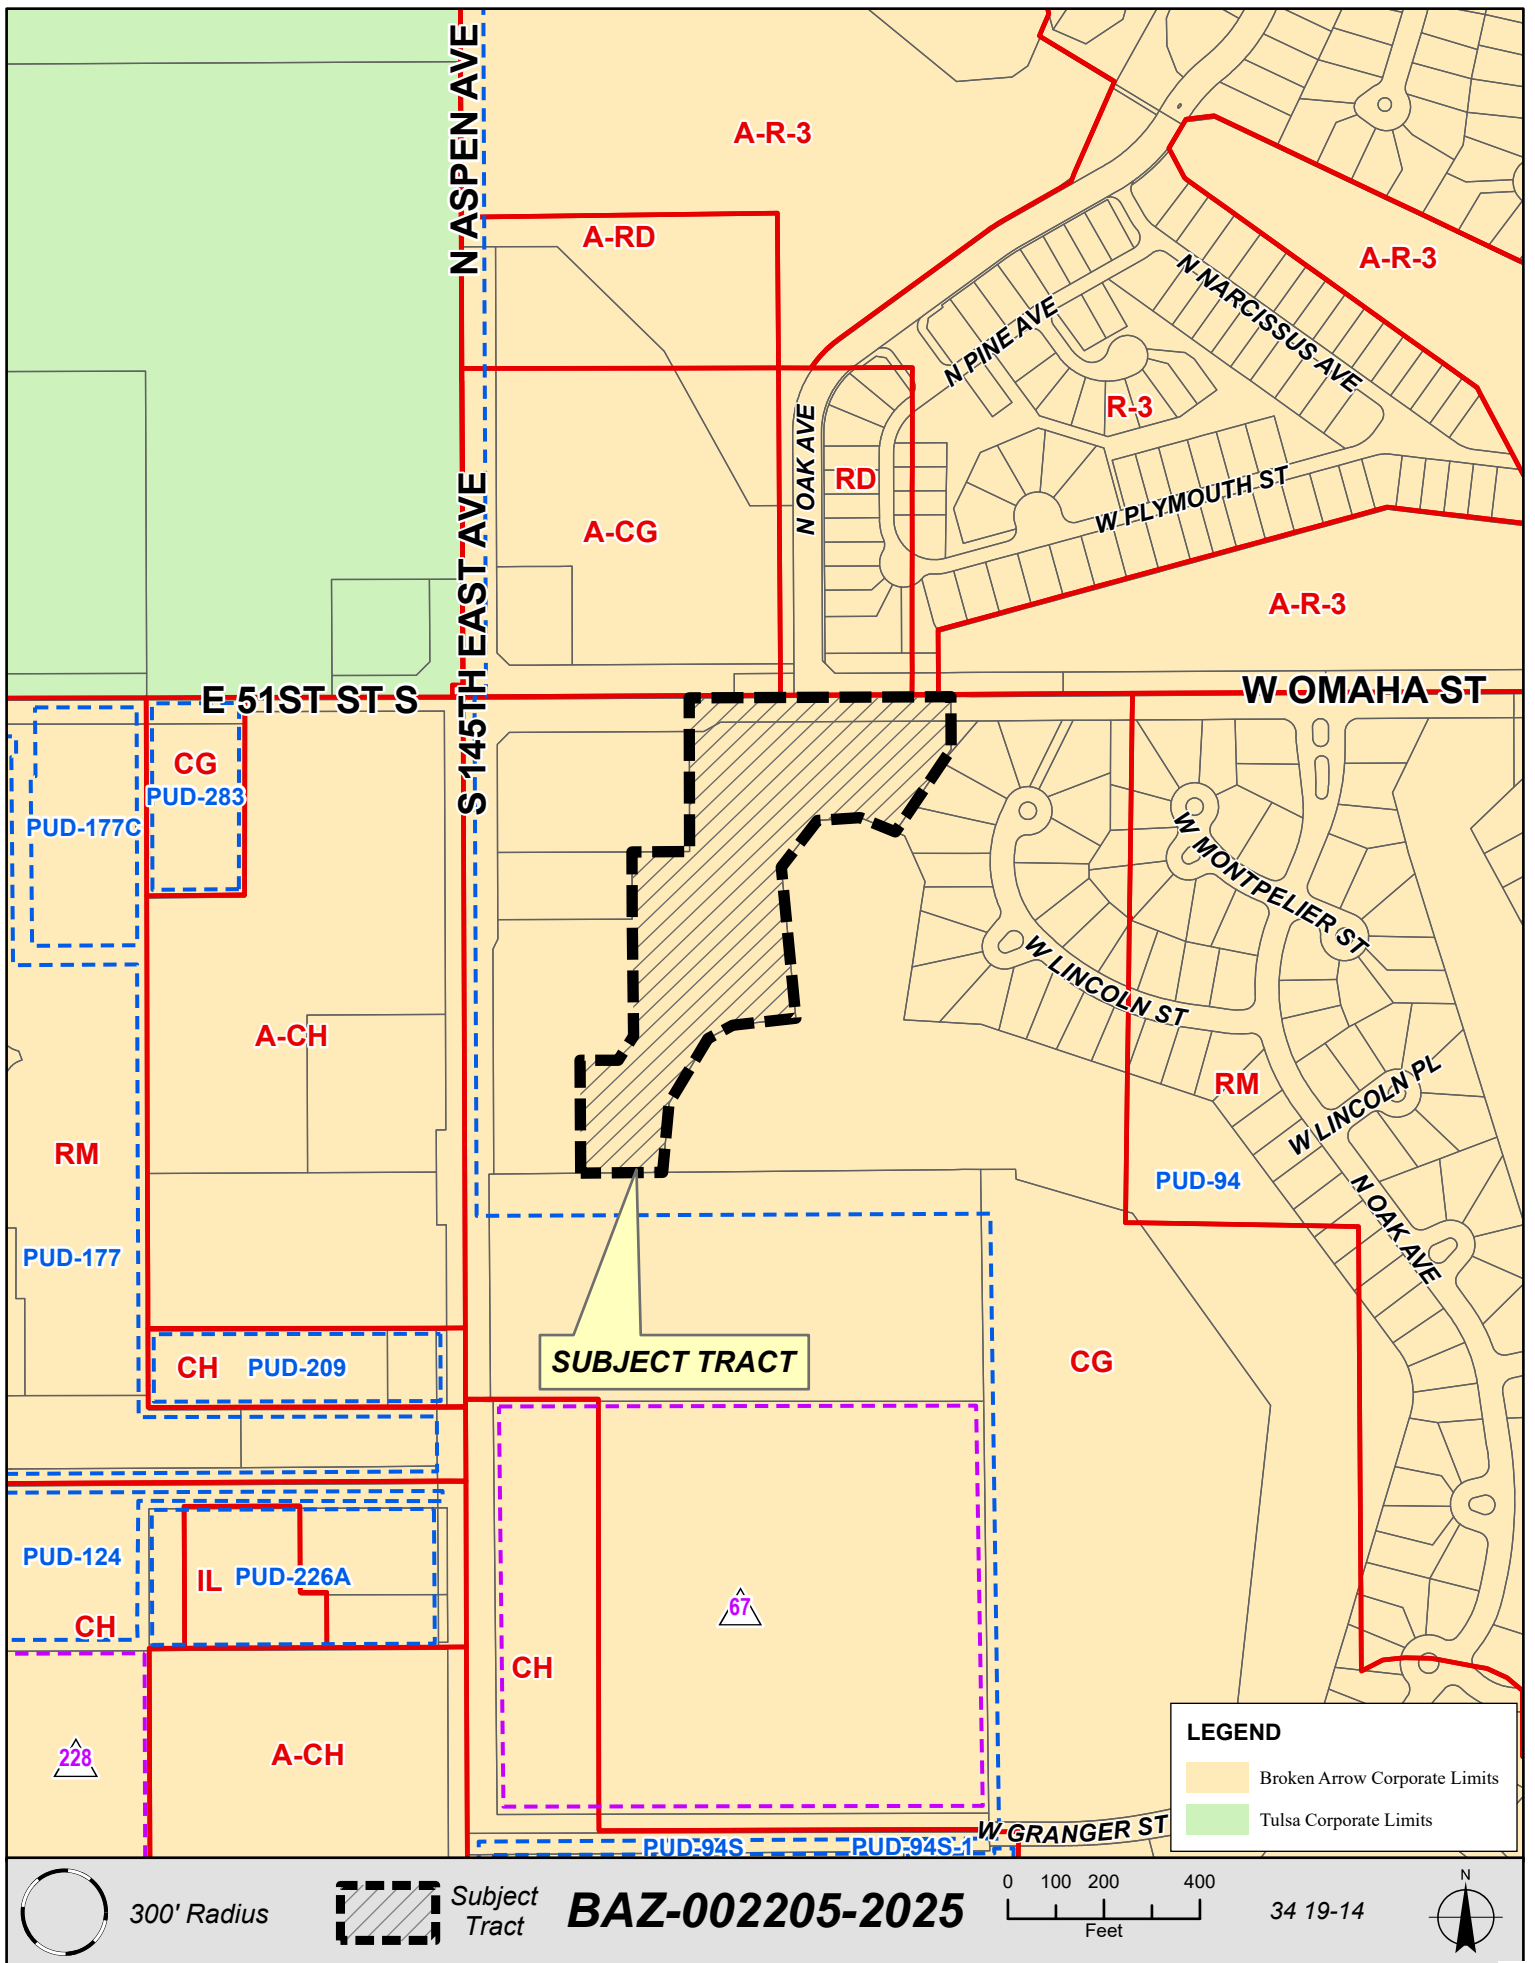 N ASPEN AVE
A-R-3
A-RD
A-R-3
N NARCISSUS AVE
N PINE AVE
R-3
N OAK AVE
RD
W PLYMOUTH ST
A-CG
S 145TH EAST AVE
A-R-3
E 51ST ST S
W OMAHA ST
CG
PUD-283
PUD-177C
W MONTPELIER ST
W LINCOLN ST
A-CH
RM
W LINCOLN PL
RM
PUD-94
N OAK AVE
PUD-177
SUBJECT TRACT
CG
CH
PUD-209
PUD-124
IL
PUD-226A
CH
67
CH
228
A-CH
W GRANGER ST
PUD-94S
PUD-94S-1
LEGEND
Broken Arrow Corporate Limits
Tulsa Corporate Limits
300' Radius
Subject
Tract
BAZ-002205-2025
0 100 200 400
Feet
34 19-14
N